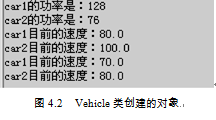 car1的功率是：128
car2的功率是：76
car1目前的速度：80.0
car2目前的速度：100.0
car1目前的速度：70.0
car2目前的速度：80.0
图 4.2 Vehicle 类创建的对象